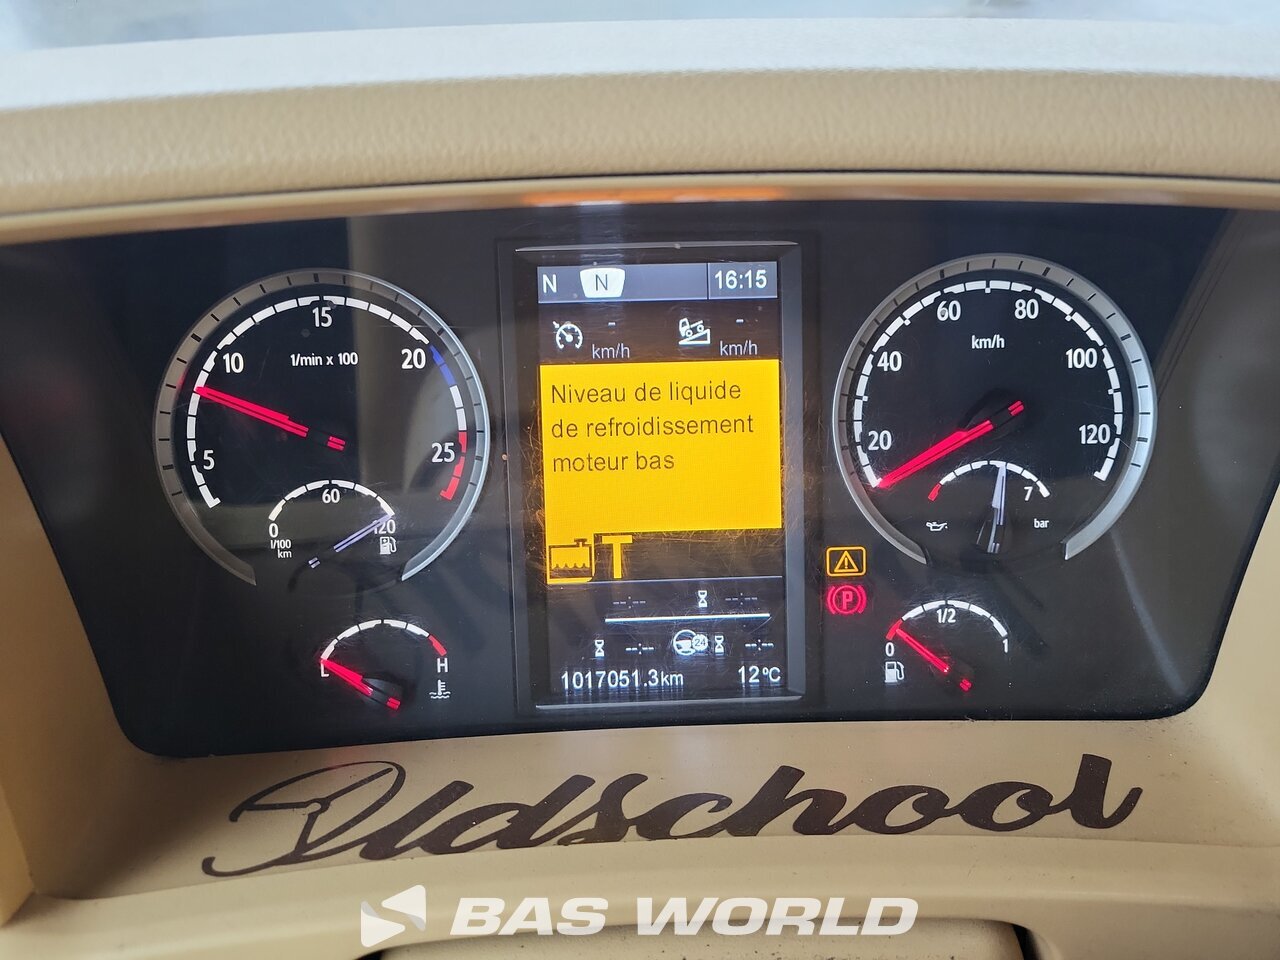 N N 16:15
km/h km/h
Niveau de liquide
de refroidissement
moteur bas
--:-- --:--
--:-- 24 --:--
1017051.3km 12°C
5 10 15 20 25
1/min x 100
0 60 120
l/100
km
L H
20 40 60 80 100 120
km/h
7
bar
P
0 1/2 1
Oldschool
BAS WORLD